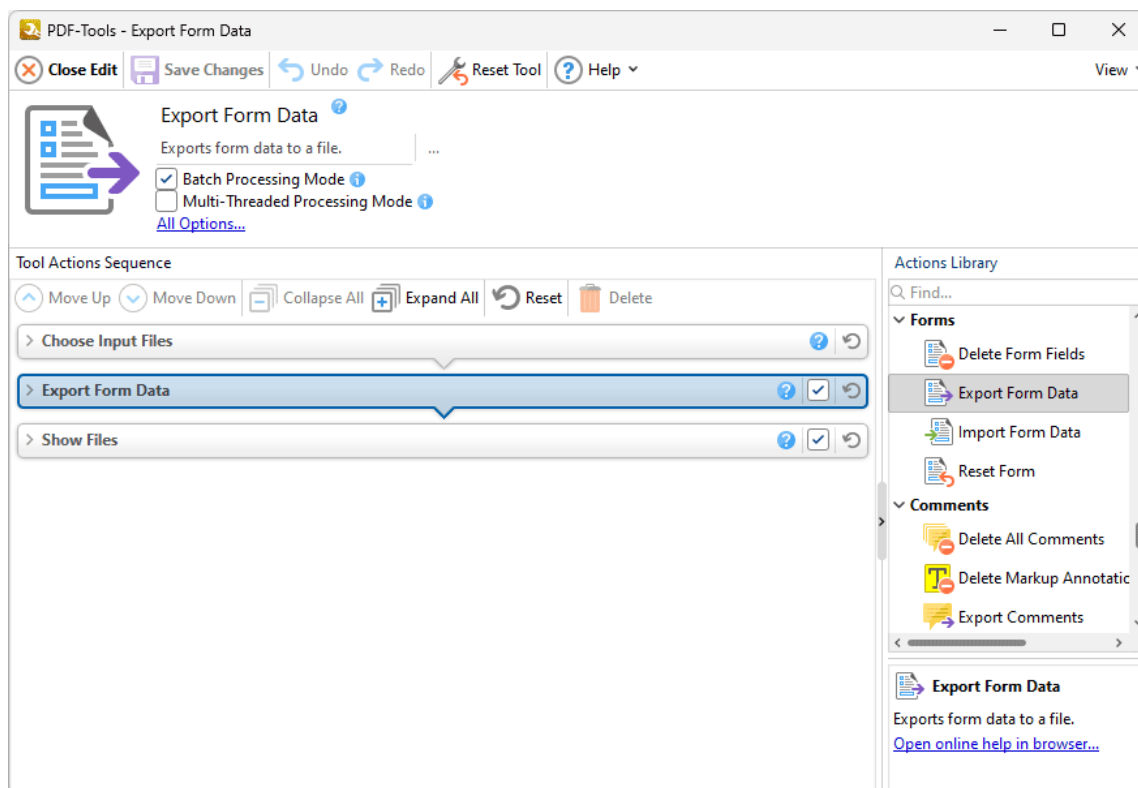 PDF-Tools - Export Form Data
Close Edit Save Changes Undo Redo Reset Tool ? Help View
Export Form Data ?
Exports form data to a file. ...
Batch Processing Mode i
Multi-Threaded Processing Mode i
All Options...
Tool Actions Sequence
Move Up Move Down Collapse All Expand All Reset Delete
Choose Input Files ?
Export Form Data ?
Show Files ?
Actions Library
Find...
Forms
Delete Form Fields
Export Form Data
Import Form Data
Reset Form
Comments
Delete All Comments
T Delete Markup Annotatic
Export Comments
Export Form Data
Exports form data to a file.
Open online help in browser...